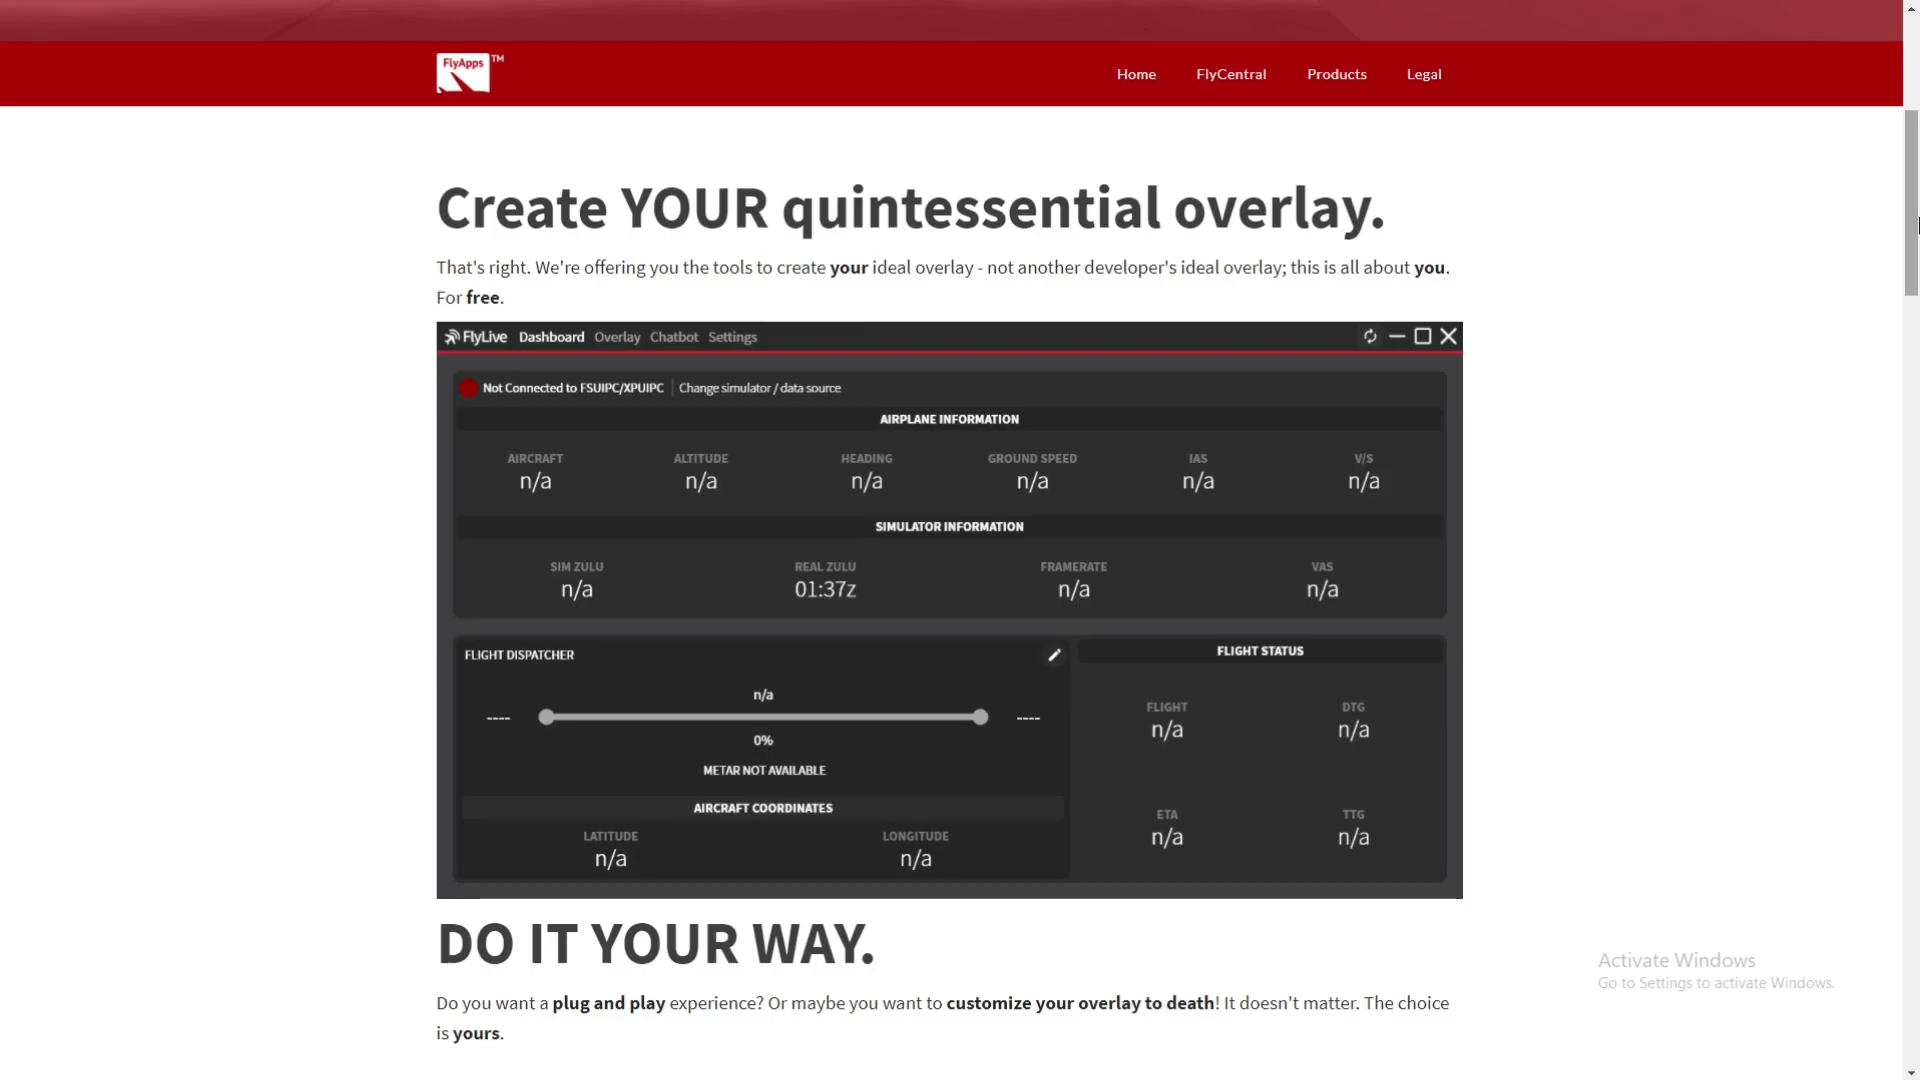 FlyApps TM
Home FlyCentral Products Legal
Create YOUR quintessential overlay.
That's right. We're offering you the tools to create your ideal overlay - not another developer's ideal overlay; this is all about you.
For free.
FlyLive Dashboard Overlay Chatbot Settings
Not Connected to FSUIPC/XPUIPC Change simulator / data source
AIRPLANE INFORMATION
AIRCRAFT ALTITUDE HEADING GROUND SPEED IAS V/S
n/a n/a n/a n/a n/a n/a
SIMULATOR INFORMATION
SIM ZULU REAL ZULU FRAMERATE VAS
n/a 01:37z n/a n/a
FLIGHT DISPATCHER
n/a
---- ----
0%
METAR NOT AVAILABLE
AIRCRAFT COORDINATES
LATITUDE LONGITUDE
n/a n/a
FLIGHT STATUS
FLIGHT DTG
n/a n/a
ETA TTG
n/a n/a
DO IT YOUR WAY.
Do you want a plug and play experience? Or maybe you want to customize your overlay to death! It doesn't matter. The choice
is yours.
Activate Windows
Go to Settings to activate Windows.